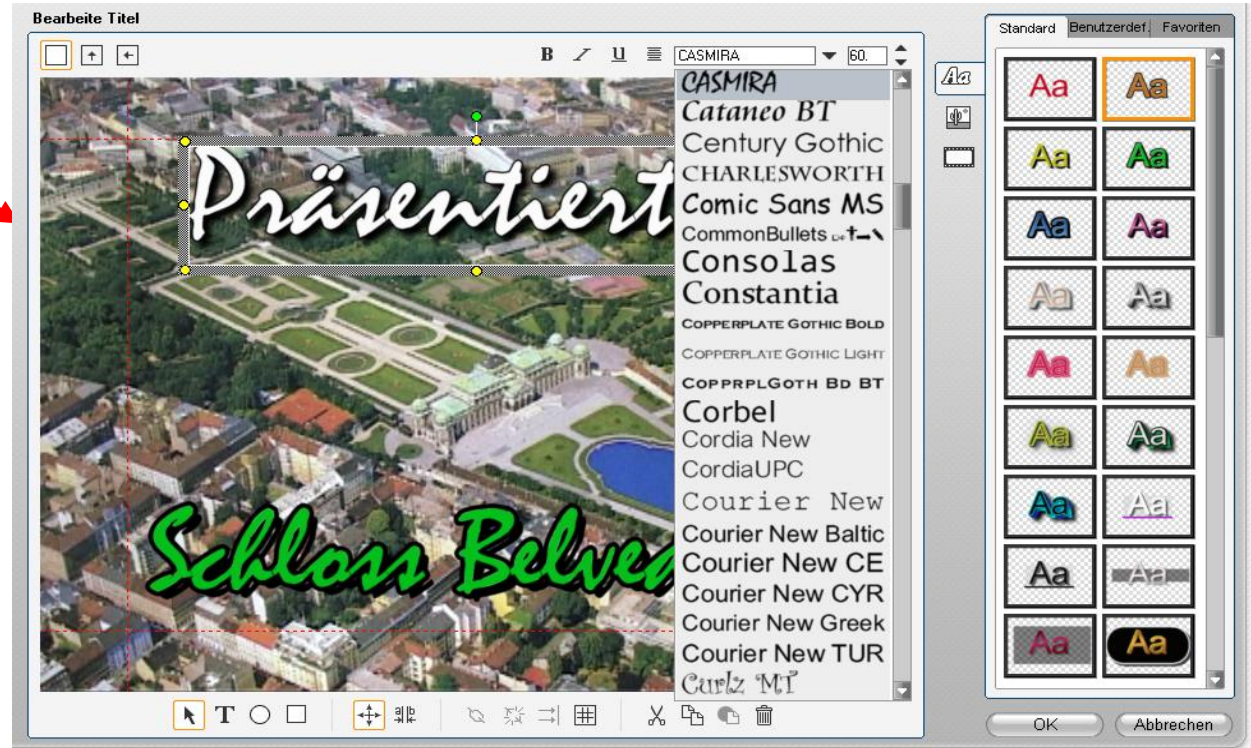 Bearbeite Titel
Standard Benutzerdef. Favoriten
B I U CASMIRA 60.
Präsentiert
Schloss
CASMIRA
Cataneo BT
Century Gothic
CHARLESWORTH
Comic Sans MS
CommonBullets
Consolas
Constantia
COPPERPLATE GOTHIC BOLD
COPPERPLATE GOTHIC LIGHT
COPPRPLGOTH BD BT
Corbel
Cordia New
CordiaUPC
Courier New
Courier New Baltic
Courier New CE
Courier New CYR
Courier New Greek
Courier New TUR
Curlz MT
Aa
Aa Aa
Aa Aa
Aa Aa
Aa Aa
Aa Aa
Aa Aa
Aa Aa
Aa Aa
Aa Aa
Aa Aa
T
a b
OK Abbrechen